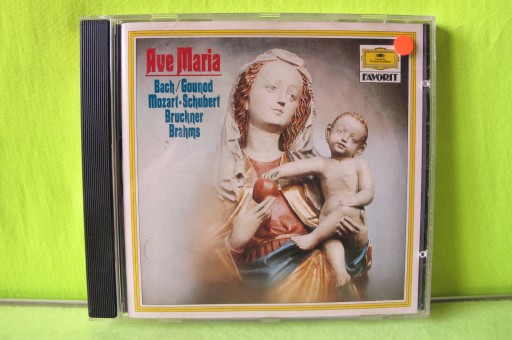 Ave Maria
Bach/Gounod
Mozart·Schubert
Bruckner
Brahms
FAVORIT